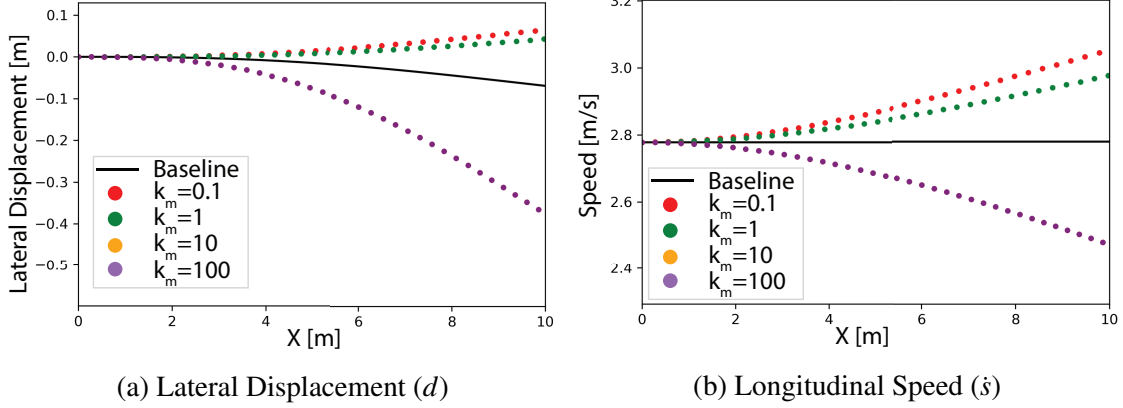 0.1
0.0
−0.1
−0.2
−0.3
−0.4
−0.5
Lateral Displacement [m]
Baseline
k_m=0.1
k_m=1
k_m=10
k_m=100
0 2 4 6 8 10
X [m]
(a) Lateral Displacement (d)
3.0
2.8
2.6
2.4
Speed [m/s]
Baseline
k_m=0.1
k_m=1
k_m=10
k_m=100
0 2 4 6 8 10
X [m]
(b) Longitudinal Speed (ṡ)